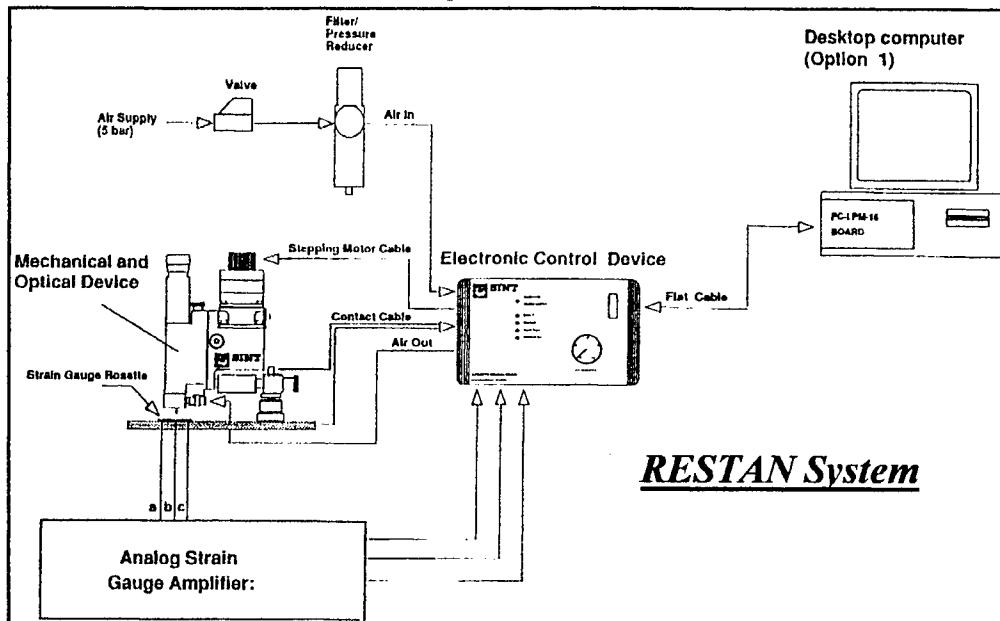 Filter/
Pressure
Reducer
Valve
Air Supply
(5 bar)
Air In
Desktop computer
(Option 1)
PC-LPM-16
BOARD
Stepping Motor Cable
Mechanical and
Optical Device
Electronic Control Device
Flat Cable
SINT
Contact Cable
SINT
Air Out
Strain Gauge Rosette
a b c
RESTAN System
Analog Strain
Gauge Amplifier: